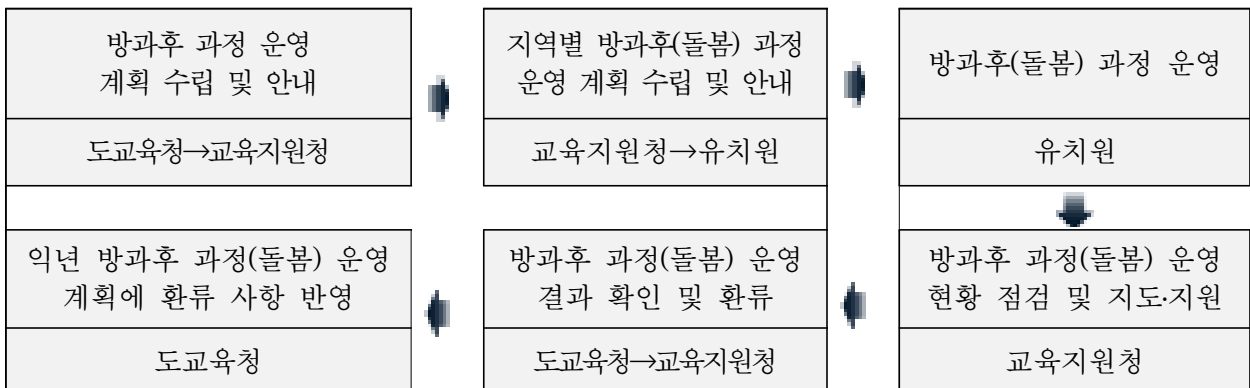 방과후 과정 운영
계획 수립 및 안내
도교육청→교육지원청
지역별 방과후(돌봄) 과정
운영 계획 수립 및 안내
교육지원청→유치원
방과후(돌봄) 과정 운영
유치원
방과후 과정(돌봄) 운영
현황 점검 및 지도·지원
교육지원청
방과후 과정(돌봄) 운영
결과 확인 및 환류
도교육청→교육지원청
익년 방과후 과정(돌봄) 운영
계획에 환류 사항 반영
도교육청